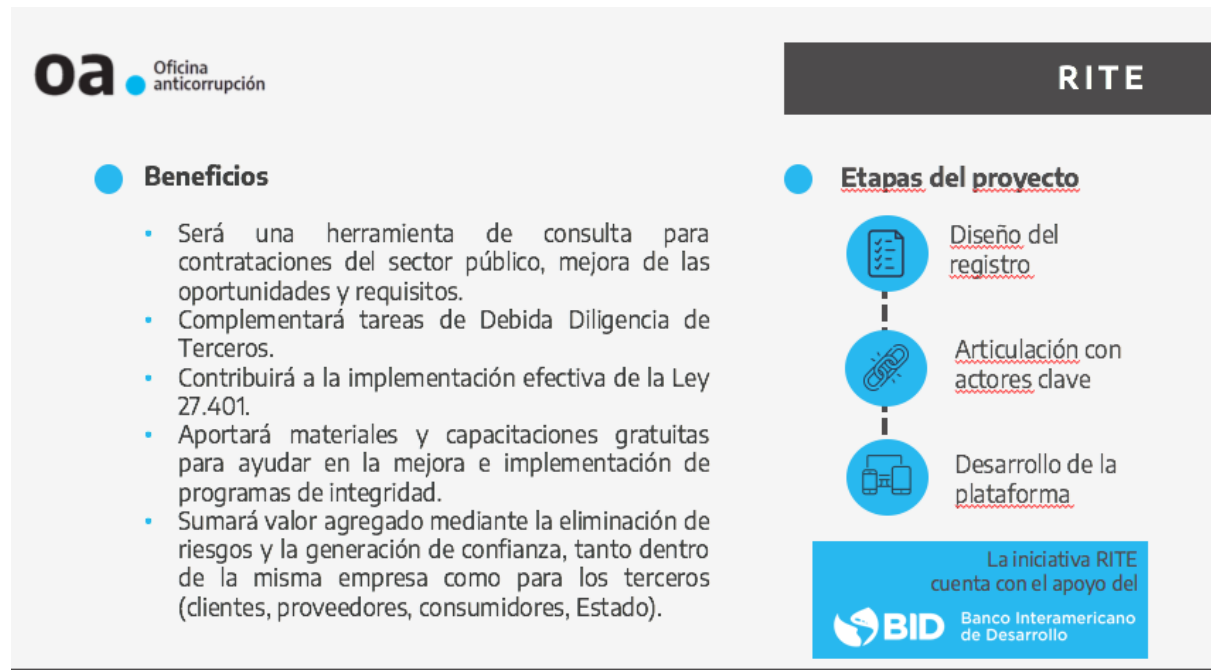 oa. Oficina
anticorrupción
RITE
Beneficios
• Será una herramienta de consulta para
contrataciones del sector público, mejora de las
oportunidades y requisitos.
• Complementará tareas de Debida Diligencia de
Terceros.
• Contribuirá a la implementación efectiva de la Ley
27.401.
• Aportará materiales y capacitaciones gratuitas
para ayudar en la mejora e implementación de
programas de integridad.
• Sumará valor agregado mediante la eliminación de
riesgos y la generación de confianza, tanto dentro
de la misma empresa como para los terceros
(clientes, proveedores, consumidores, Estado).
Etapas del proyecto
Diseño del
registro
Articulación con
actores clave
Desarrollo de la
plataforma
La iniciativa RITE
cuenta con el apoyo del
BID Banco Interamericano
de Desarrollo